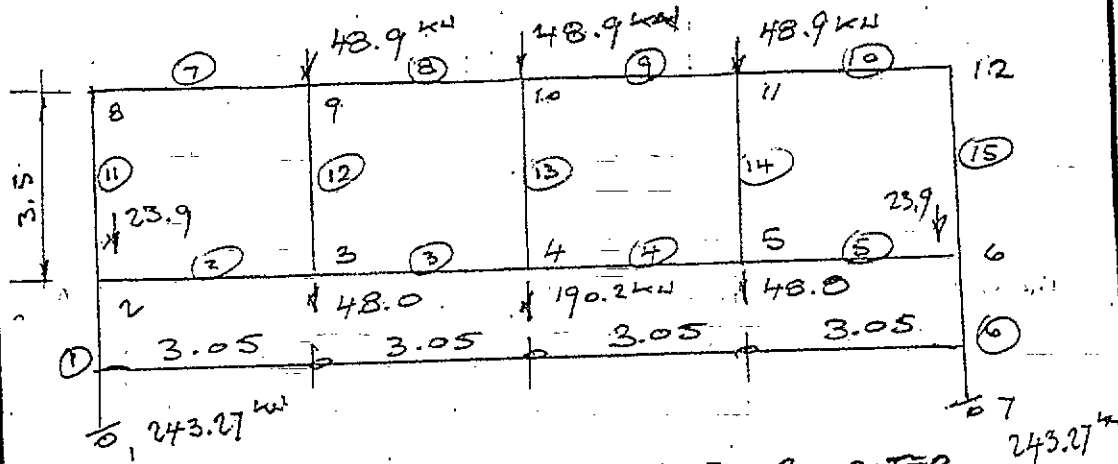 48.9 kN 48.9 kN 48.9 kN
7 8 9 10 12
8 9 10 11
3.5
11 12 13 14 15
23.9 23.9
2 3 3 4 4 5 5 6
2 48.0 190.2 kN 48.0
1 3.05 3.05 3.05 3.05 6
1 243.27 kN 7
243.27 kN